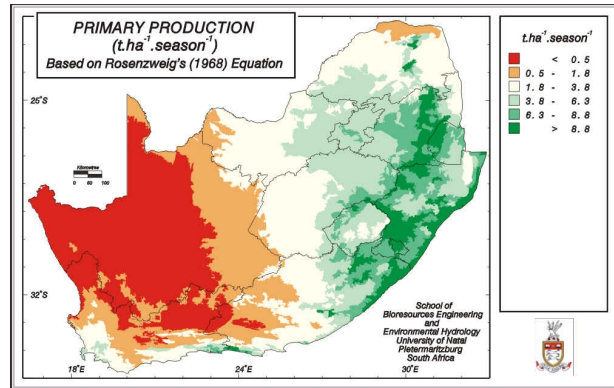 PRIMARY PRODUCTION
(t.ha⁻¹.season⁻¹)
Based on Rosenzweig's (1968) Equation
t.ha⁻¹.season⁻¹
< 0.5
0.5 - 1.8
1.8 - 3.8
3.8 - 6.3
6.3 - 8.8
> 8.8
Kilometres
0 50 100
32°S
18°E
24°E
30°E
School of
Bioresources Engineering
and
Environmental Hydrology
University of Natal
Pietermaritzburg
South Africa